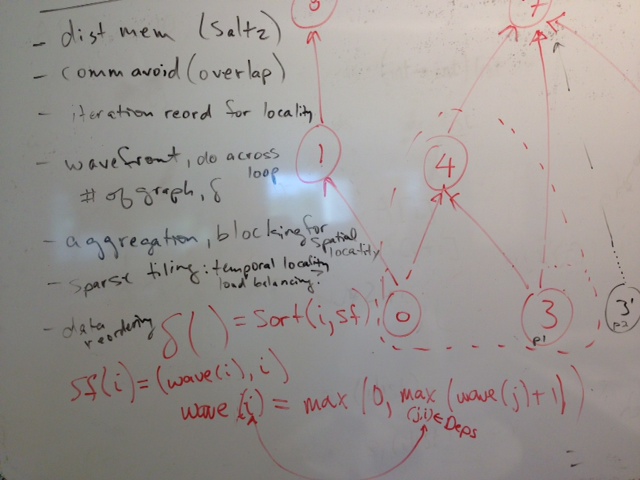 - dist mem (Saltz)
- comm avoid (overlap)
- iteration reord for locality
- wavefront, do across loop
# of graph, δ
- aggregation, blocking for spatial locality
- sparse tiling: temporal locality
load balancing?
- data reordering
δ( ) = sort(i, sf)
sf(i) = (wave(i), i)
wave(i) = max(0, max (wave(j)+1))
(j,i) ∈ Deps
7
1
4
0
3
p1
3'
p2